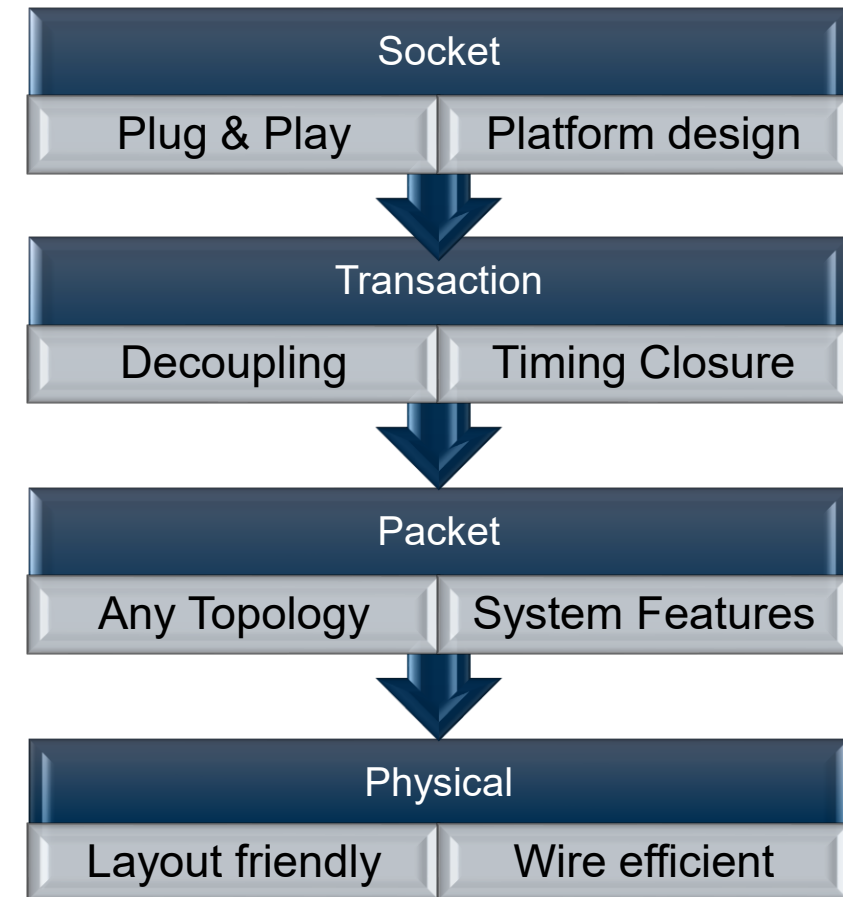 Socket
Plug & Play
Platform design
Transaction
Decoupling
Timing Closure
Packet
Any Topology
System Features
Physical
Layout friendly
Wire efficient